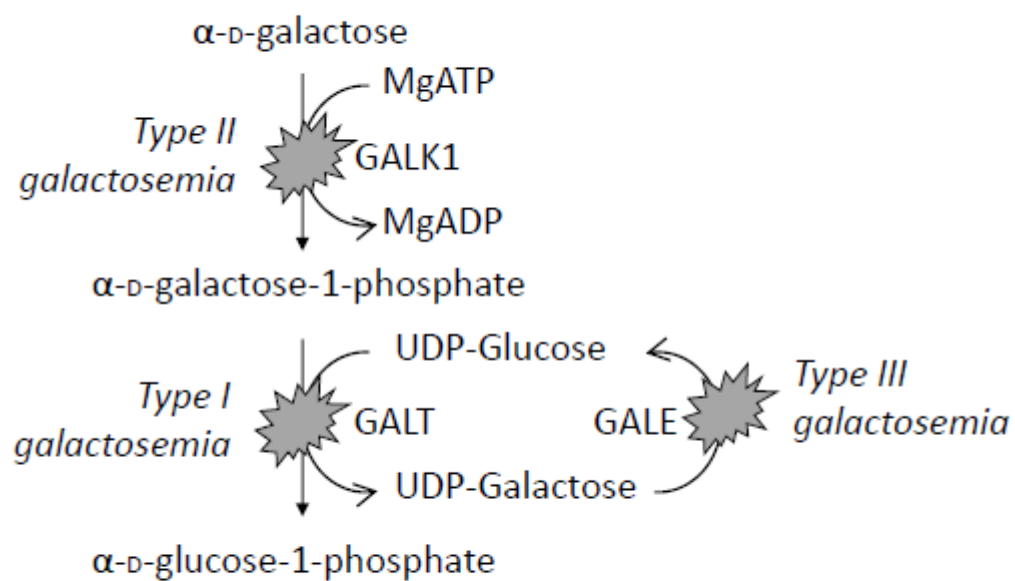 α-D-galactose
MgATP
Type II
galactosemia
GALK1
MgADP
α-D-galactose-1-phosphate
UDP-Glucose
Type I
galactosemia
GALT
GALE
Type III
galactosemia
UDP-Galactose
α-D-glucose-1-phosphate